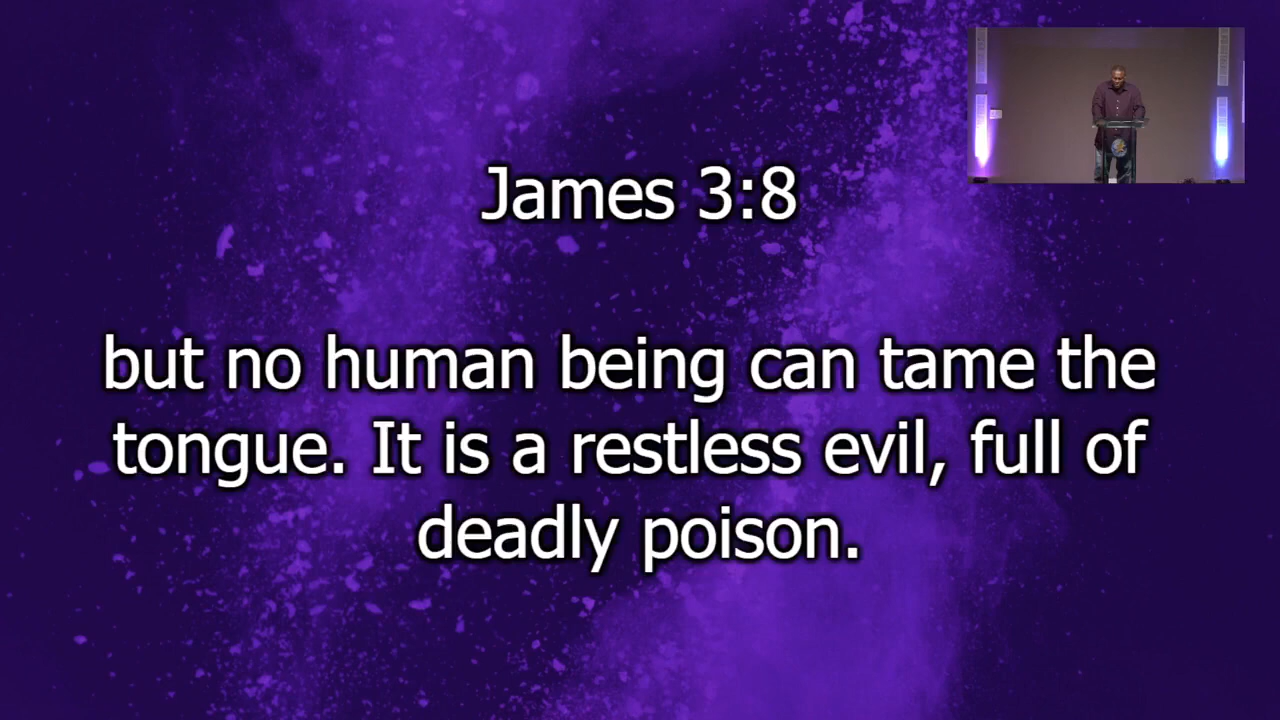 James 3:8
but no human being can tame the
tongue. It is a restless evil, full of
deadly poison.